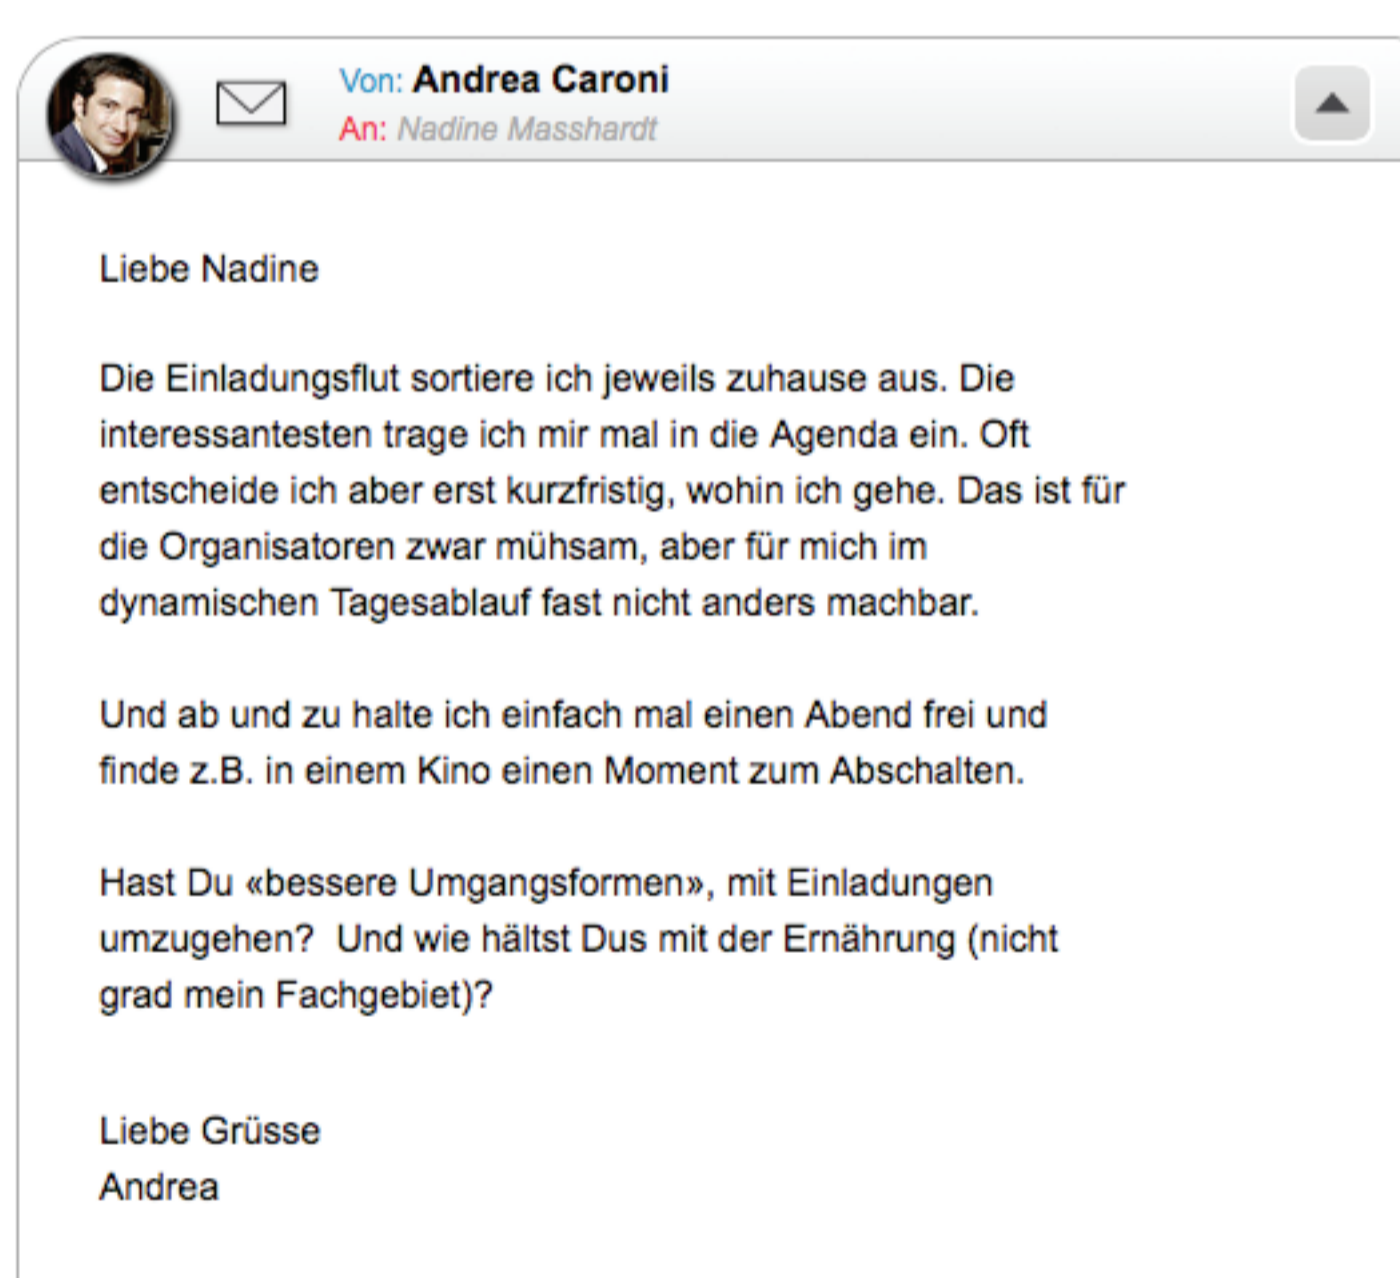 Von: Andrea Caroni
An: Nadine Masshardt
Liebe Nadine
Die Einladungsflut sortiere ich jeweils zuhause aus. Die
interessantesten trage ich mir mal in die Agenda ein. Oft
entscheide ich aber erst kurzfristig, wohin ich gehe. Das ist für
die Organisatoren zwar mühsam, aber für mich im
dynamischen Tagesablauf fast nicht anders machbar.
Und ab und zu halte ich einfach mal einen Abend frei und
finde z.B. in einem Kino einen Moment zum Abschalten.
Hast Du «bessere Umgangsformen», mit Einladungen
umzugehen?  Und wie hältst Dus mit der Ernährung (nicht
grad mein Fachgebiet)?
Liebe Grüsse
Andrea